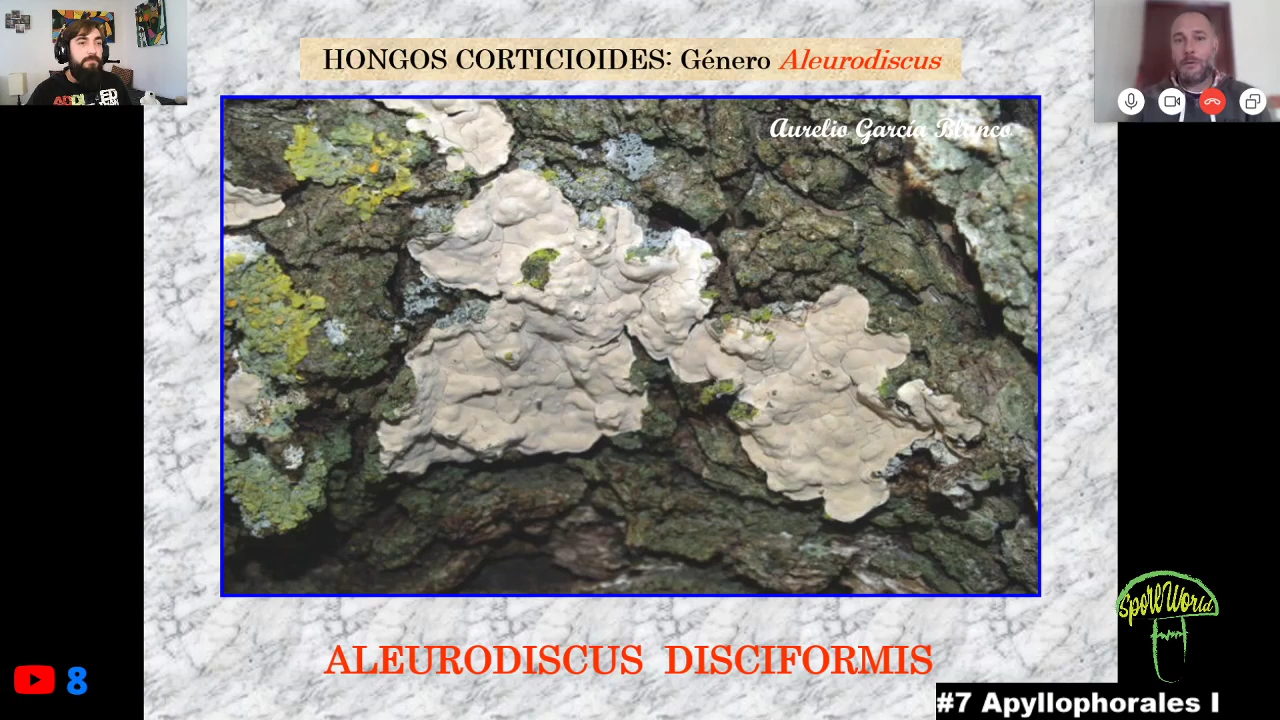 HONGOS CORTICIOIDES: Género Aleurodiscus
Aurelio García Blanco
ALEURODISCUS DISCIFORMIS
8
SporeWorld
#7 Apyllophorales I